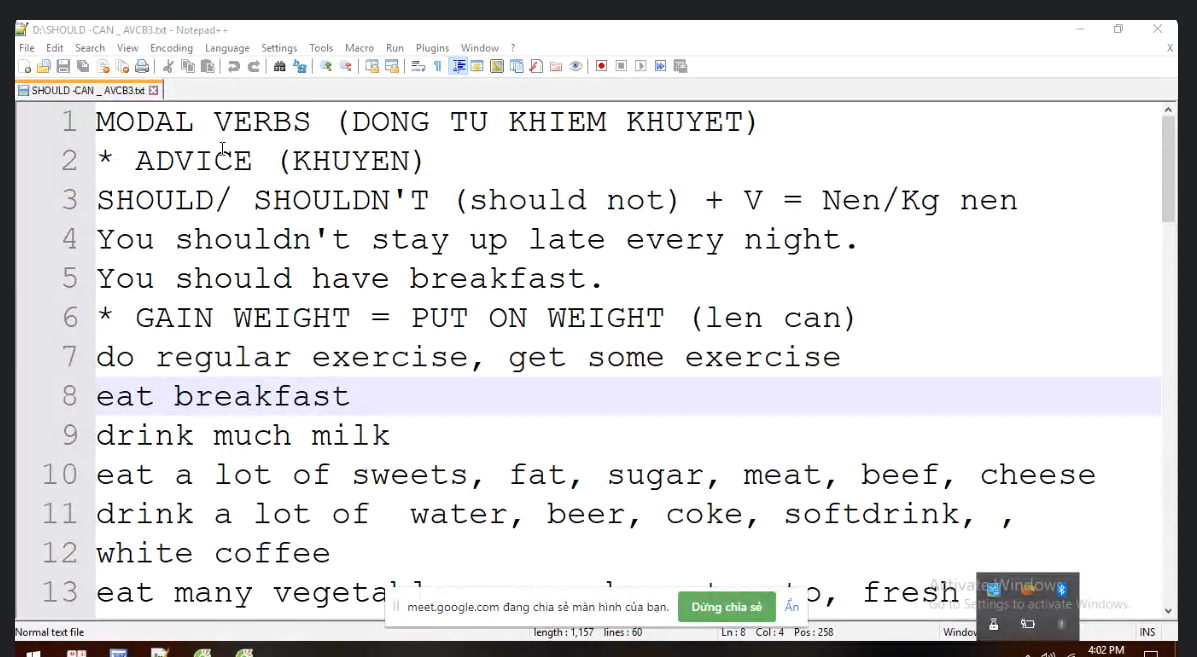 D:\SHOULD -CAN _ AVCB3.txt - Notepad++
File Edit Search View Encoding Language Settings Tools Macro Run Plugins Window ? X
SHOULD -CAN _ AVCB3.txt
1 MODAL VERBS (DONG TU KHIEM KHUYET)
2 * ADVICE (KHUYEN)
3 SHOULD/ SHOULDN'T (should not) + V = Nen/Kg nen
4 You shouldn't stay up late every night.
5 You should have breakfast.
6 * GAIN WEIGHT = PUT ON WEIGHT (len can)
7 do regular exercise, get some exercise
8 eat breakfast
9 drink much milk
10 eat a lot of sweets, fat, sugar, meat, beef, cheese
11 drink a lot of  water, beer, coke, softdrink, ,
12 white coffee
13 eat many fresh
Activate Windows
Go to Settings to activate Windows.
meet.google.com đang chia sẻ màn hình của bạn. Dừng chia sẻ Ẩn
Normal text file length : 1,157 lines : 60 Ln : 8 Col : 4 Pos : 258 INS
4:02 PM